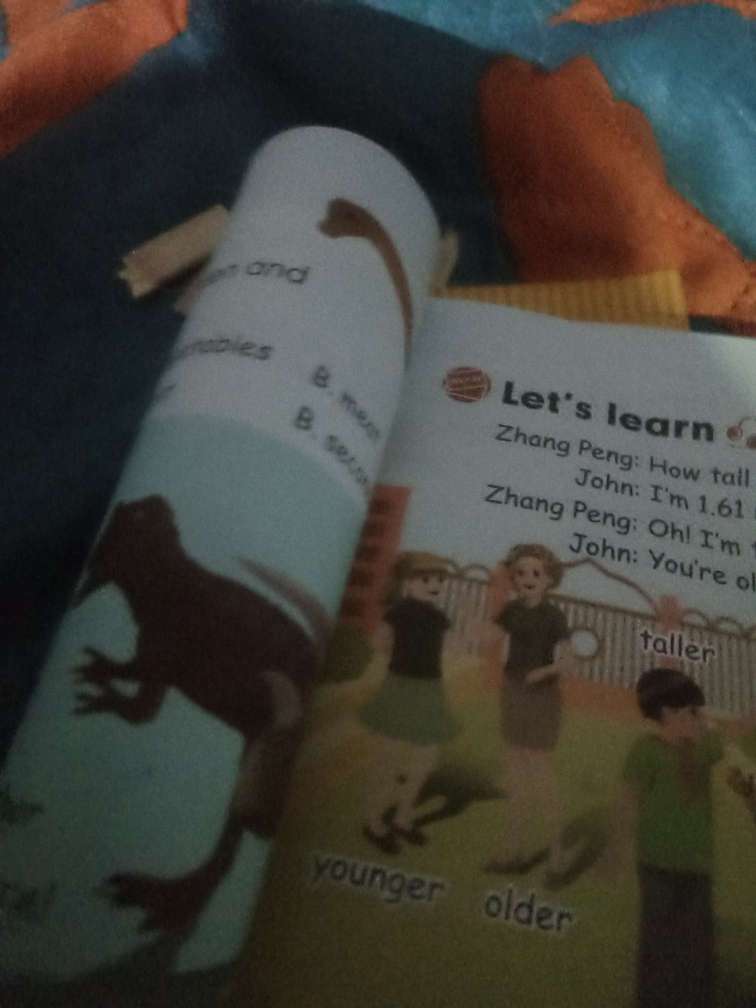 and
B.
B.
Let's learn
Zhang Peng: How tall
John: I'm 1.61
Zhang Peng: Oh! I'm
John: You're
taller
younger older